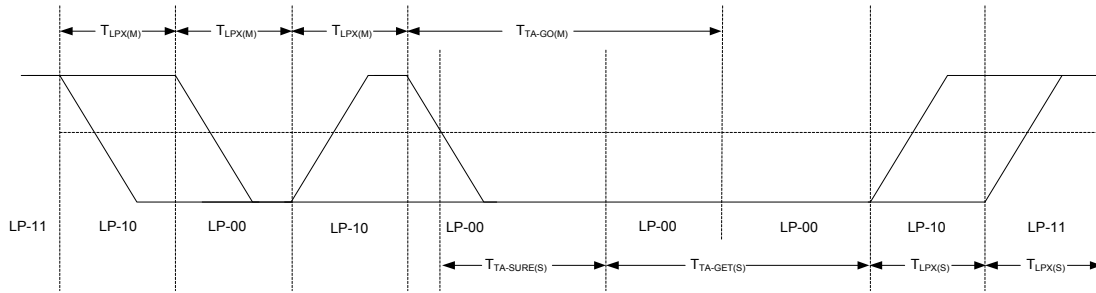 TLPX(M) TLPX(M) TLPX(M) TTA-GO(M)
LP-11 LP-10 LP-00 LP-10 LP-00 LP-00 LP-00 LP-10 LP-11
TTA-SURE(S) TTA-GET(S) TLPX(S) TLPX(S)